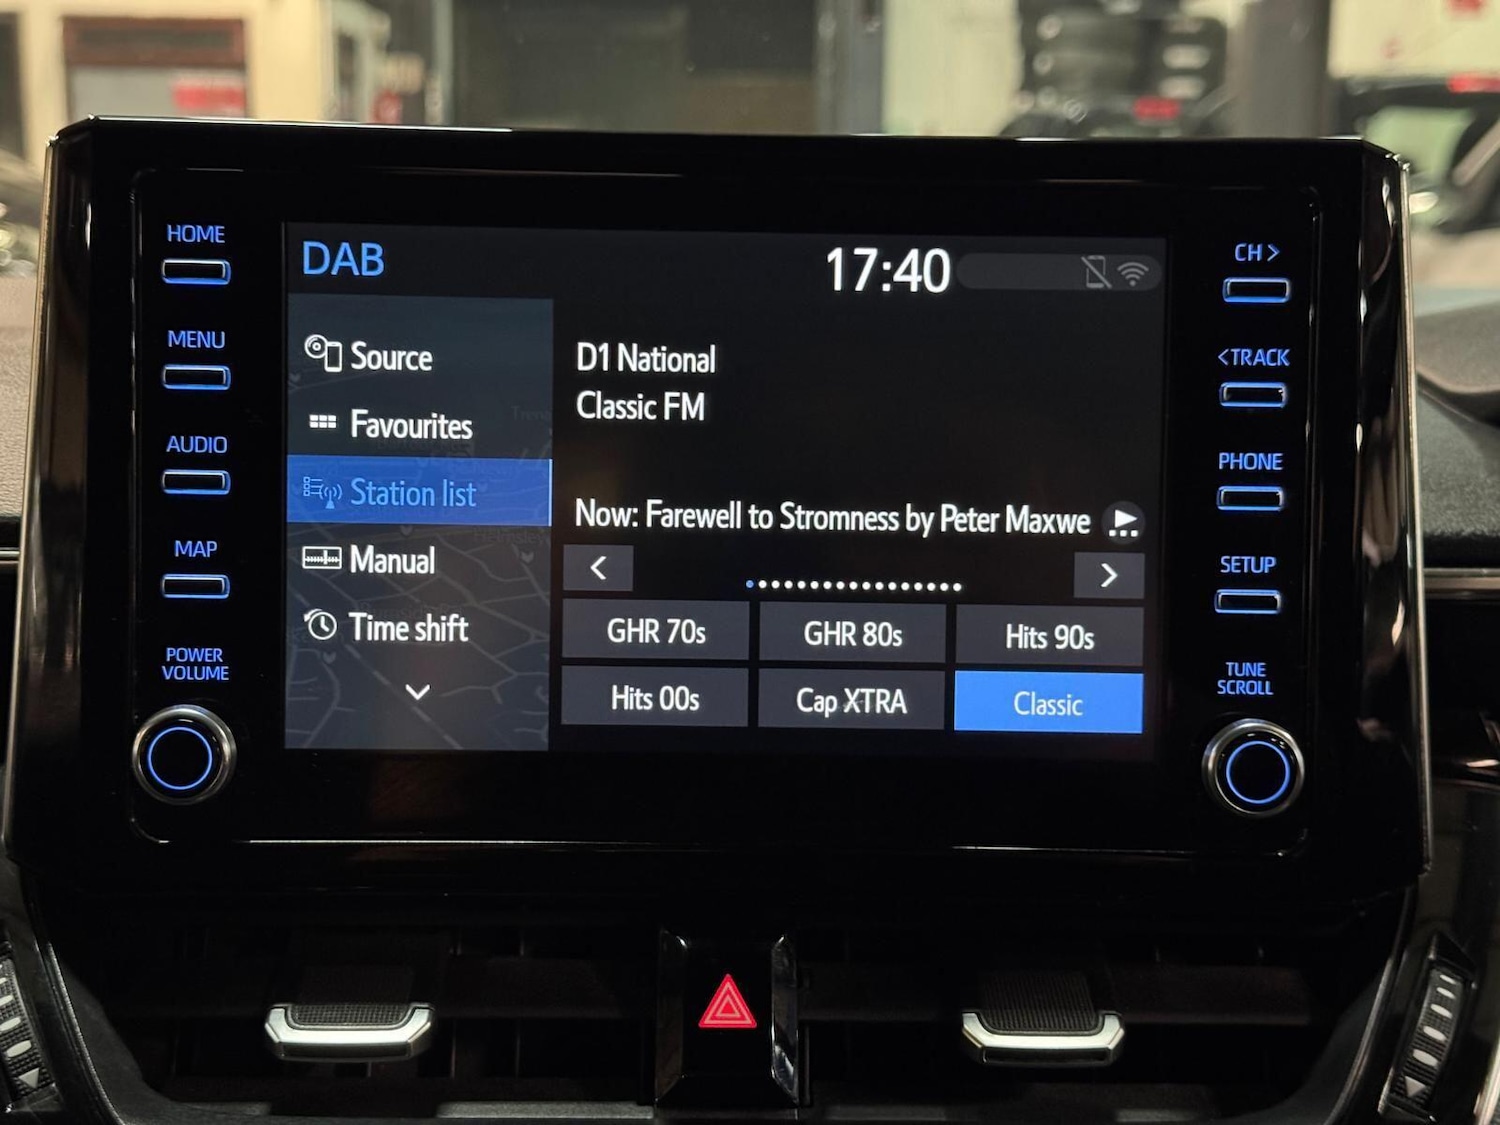 HOME
MENU
AUDIO
MAP
POWER
VOLUME
DAB
17:40
Source
Favourites
Station list
Manual
Time shift
D1 National
Classic FM
Now: Farewell to Stromness by Peter Maxwe
GHR 70s
GHR 80s
Hits 90s
Hits 00s
Cap XTRA
Classic
CH >
<TRACK
PHONE
SETUP
TUNE
SCROLL
Helmsley